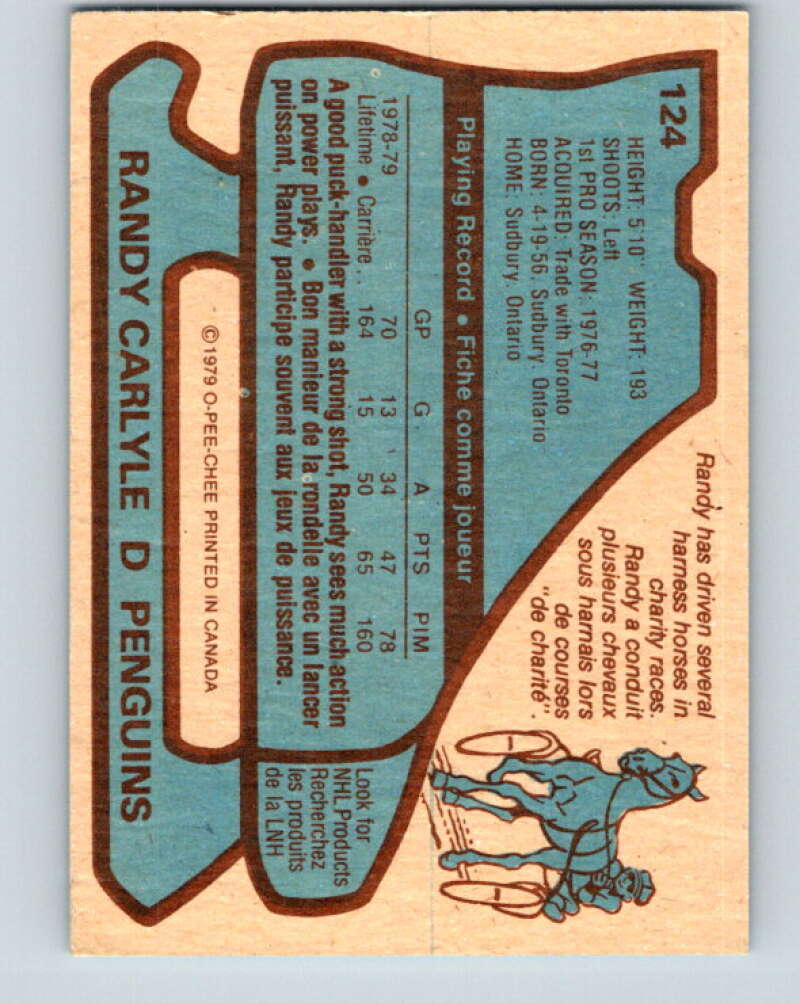 124
HEIGHT: 5'10" WEIGHT: 193
SHOOTS: Left
1st PRO SEASON: 1976-77
ACQUIRED: Trade with Toronto
BORN: 4-19-56, Sudbury, Ontario
HOME: Sudbury, Ontario
Randy has driven several
harness horses in
charity races.
Randy a conduit
plusieurs chevaux
sous harnais lors
de courses
"de charité".
Playing Record • Fiche comme joueur
GP G. A PTS PIM
1978-79 70 13 34 47 78
Lifetime • Carrière.. 164 15 50 65 160
A good puck-handler with a strong shot, Randy sees much action
on power plays. • Bon manieur de la rondelle avec un lancer
puissant, Randy participe souvent aux jeux de puissance.
Look for
NHL Products
Recherchez
les produits
de la LNH
©1979 O-PEE-CHEE PRINTED IN CANADA
RANDY CARLYLE D PENGUINS